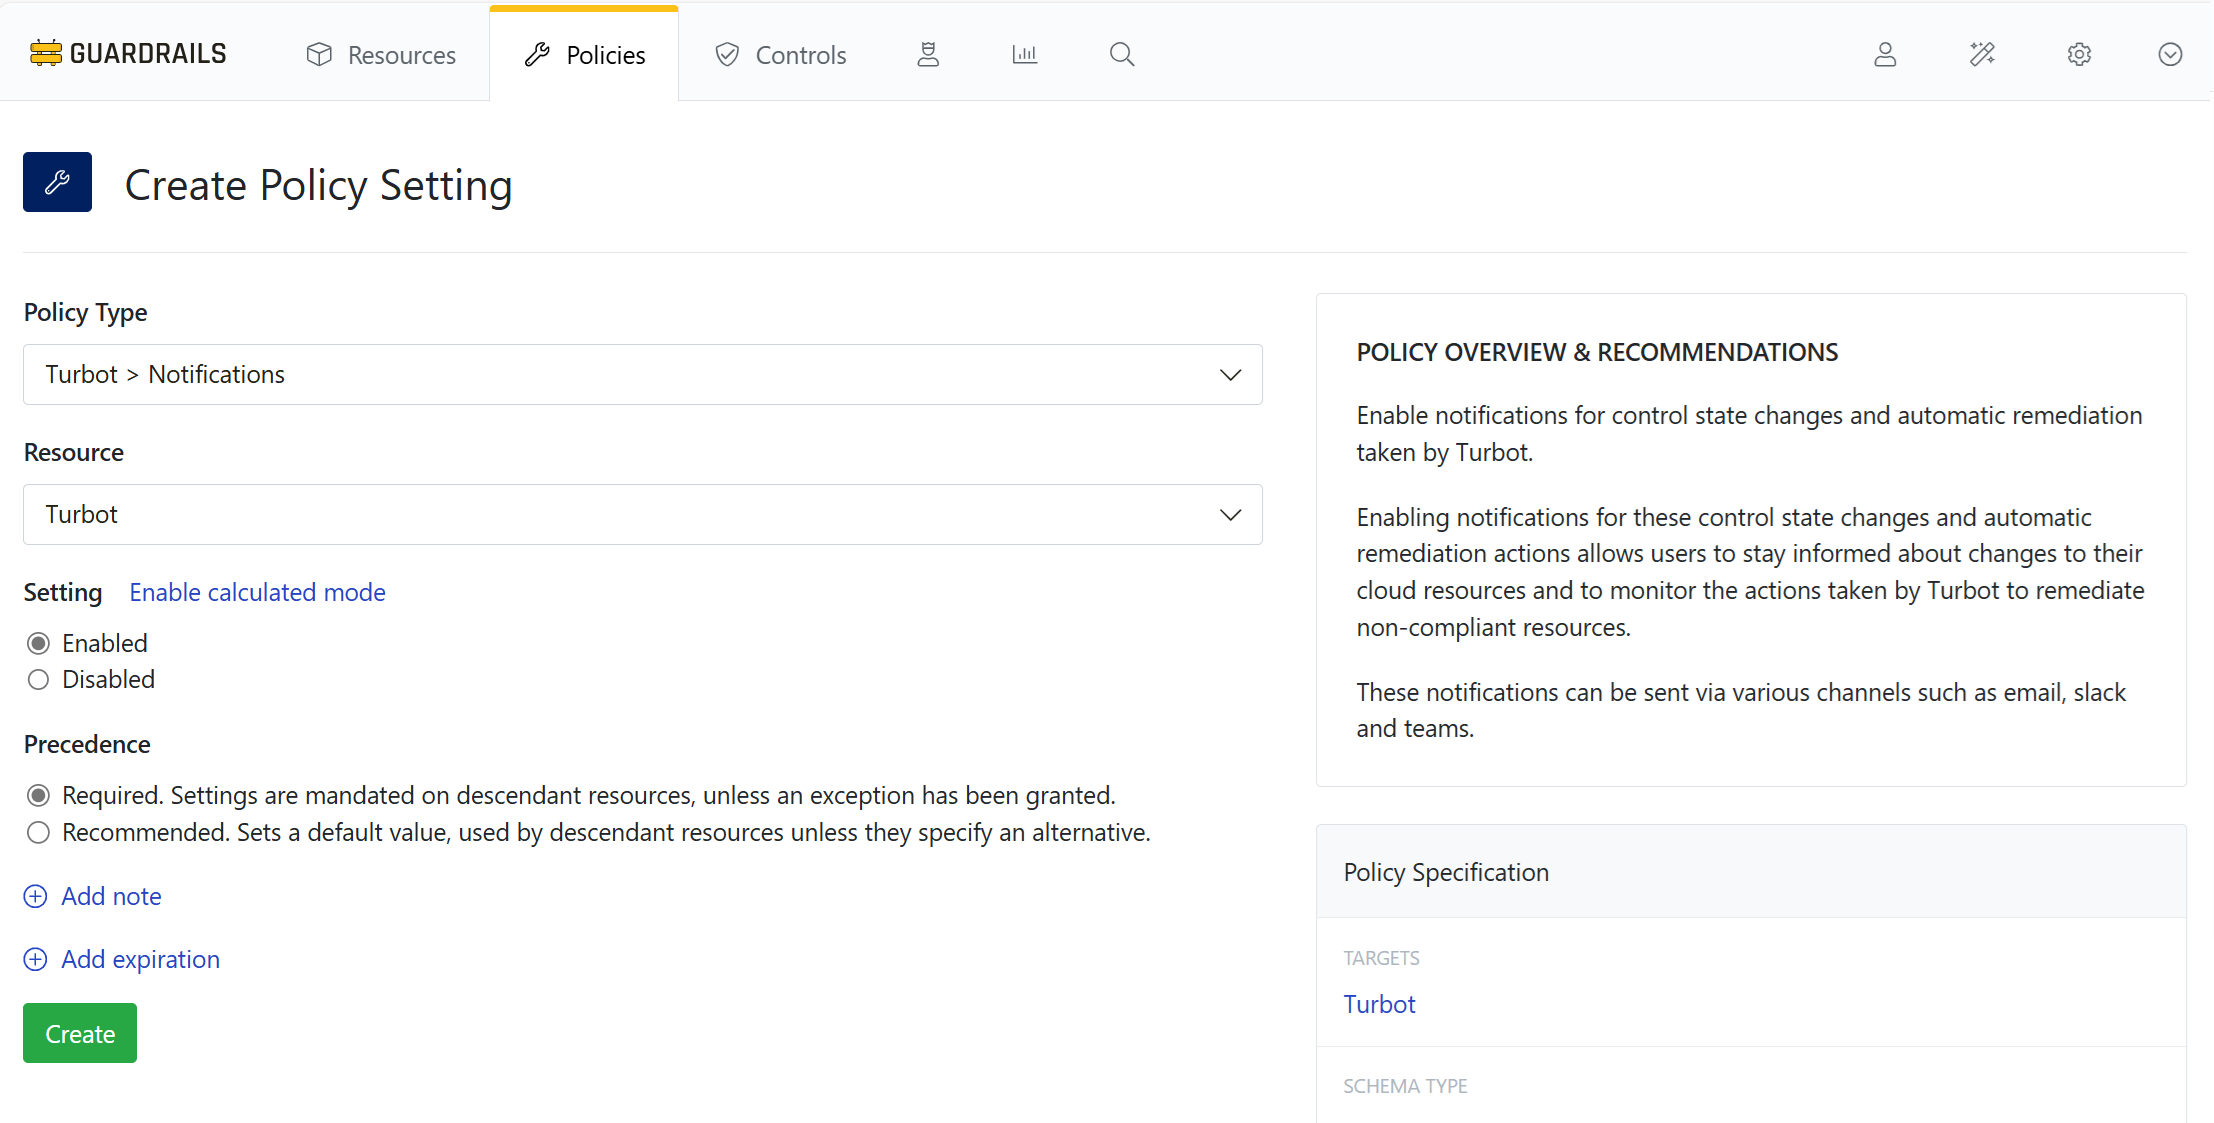 GUARDRAILS
Resources
Policies
Controls
Create Policy Setting
Policy Type
Turbot > Notifications
Resource
Turbot
Setting Enable calculated mode
Enabled
Disabled
Precedence
Required. Settings are mandated on descendant resources, unless an exception has been granted.
Recommended. Sets a default value, used by descendant resources unless they specify an alternative.
Add note
Add expiration
Create
POLICY OVERVIEW & RECOMMENDATIONS
Enable notifications for control state changes and automatic remediation
taken by Turbot.
Enabling notifications for these control state changes and automatic
remediation actions allows users to stay informed about changes to their
cloud resources and to monitor the actions taken by Turbot to remediate
non-compliant resources.
These notifications can be sent via various channels such as email, slack
and teams.
Policy Specification
TARGETS
Turbot
SCHEMA TYPE